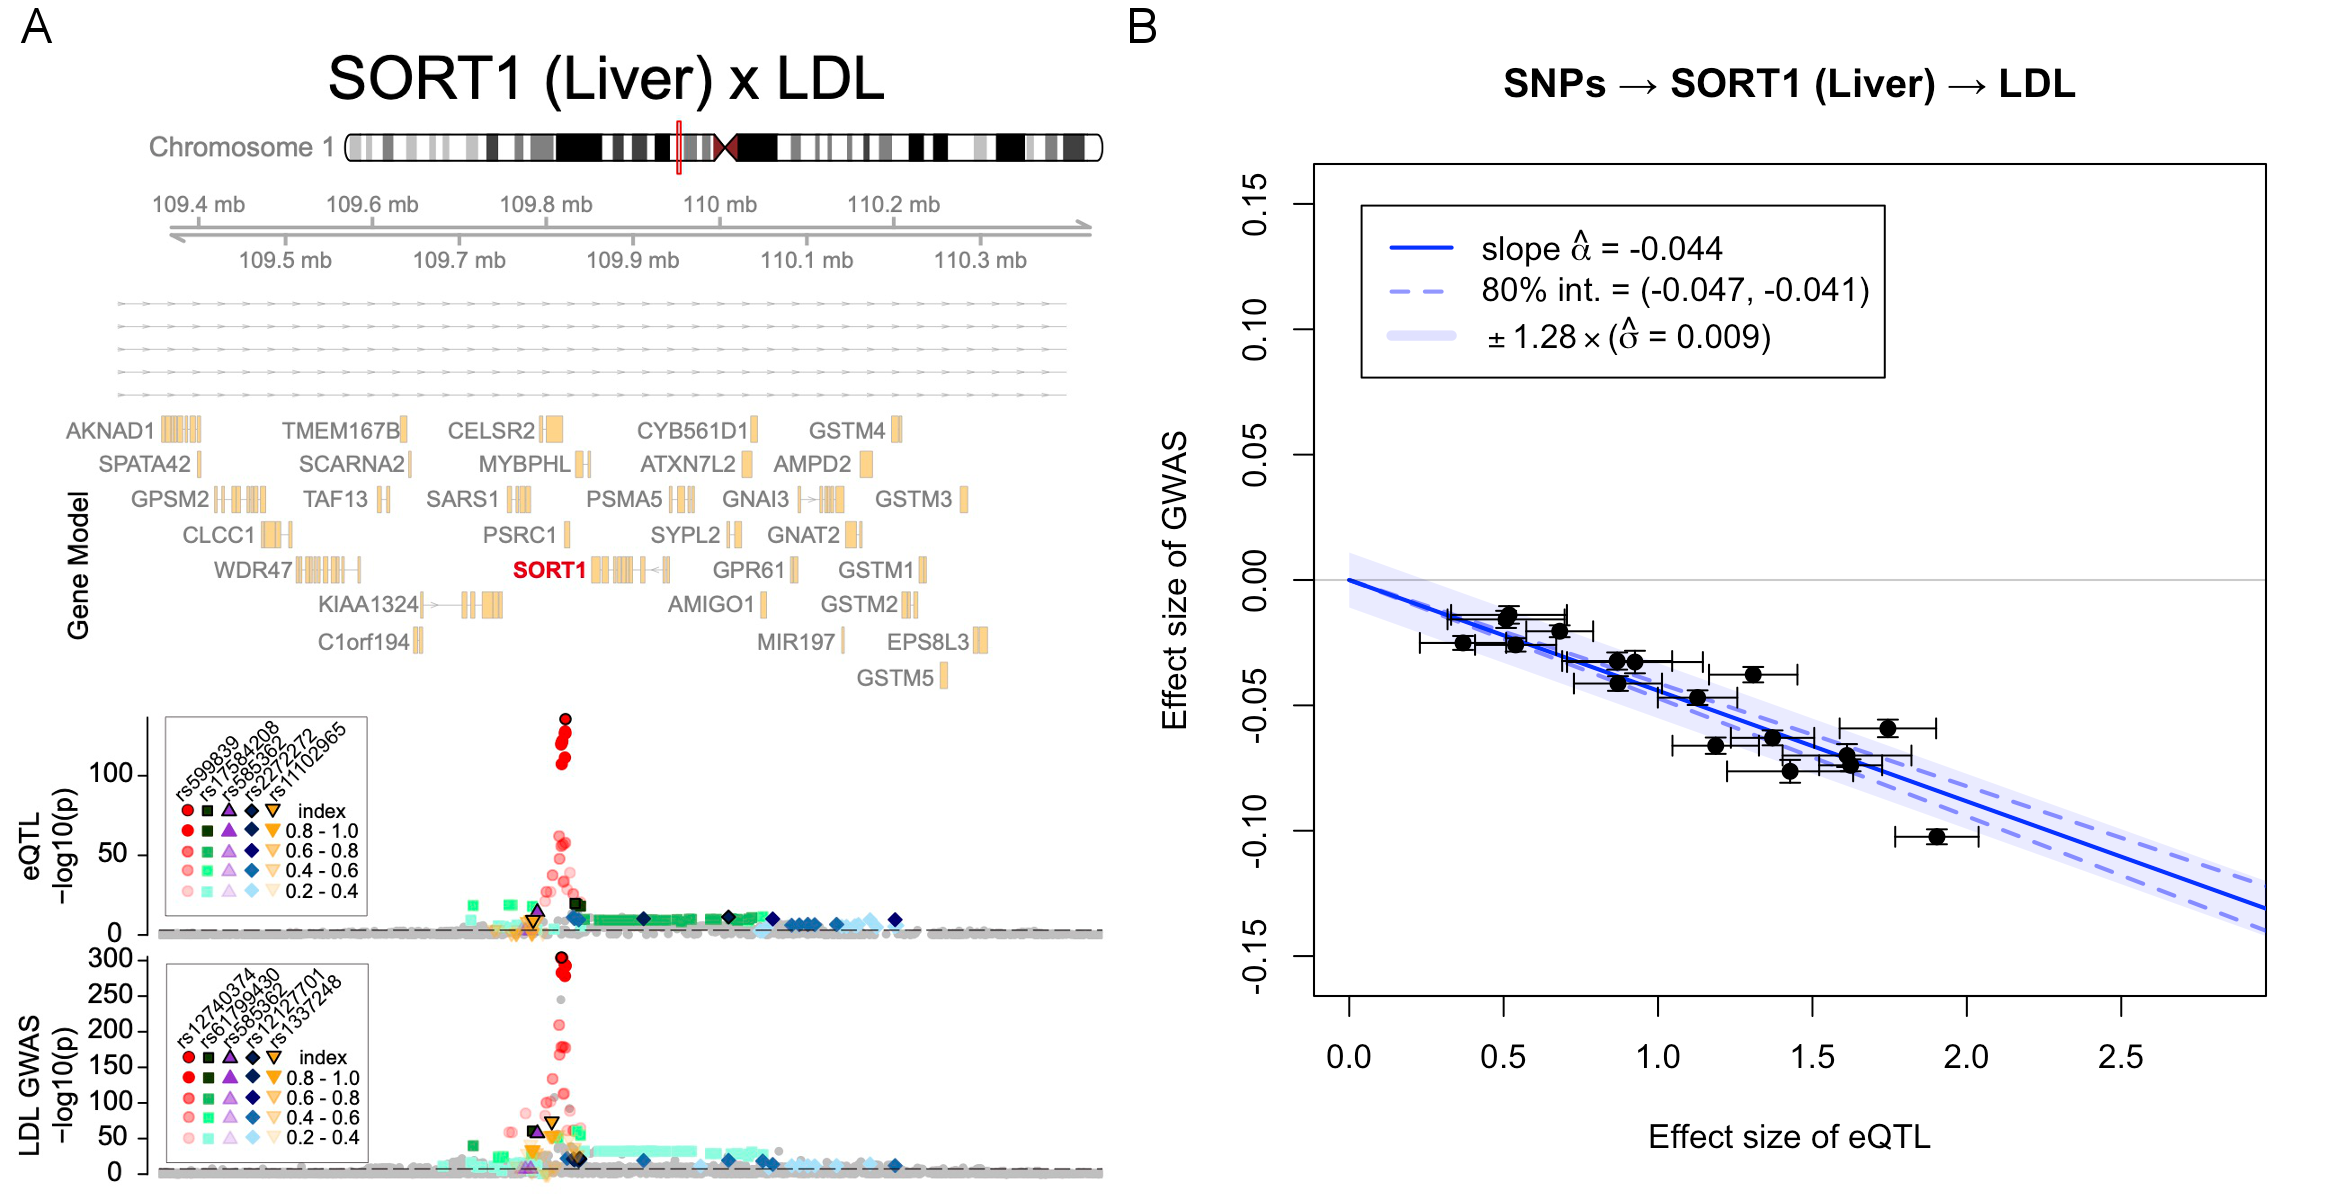 A
SORT1 (Liver) x LDL
Chromosome 1
109.4 mb 109.6 mb 109.8 mb 110 mb 110.2 mb
109.5 mb 109.7 mb 109.9 mb 110.1 mb 110.3 mb
Gene Model
AKNAD1 TMEM167B CELSR2 CYB561D1 GSTM4
SPATA42 SCARNA2 MYBPHL ATXN7L2 AMPD2
GPSM2 TAF13 SARS1 PSMA5 GNAI3 GSTM3
CLCC1 PSRC1 SYPL2 GNAT2
WDR47 SORT1 GPR61 GSTM1
KIAA1324 AMIGO1 GSTM2
C1orf194 MIR197 EPS8L3
GSTM5
eQTL
−log10(p)
100
50
0
rs599839
rs17584208
rs585362
rs2272272
rs11102965
index
0.8 - 1.0
0.6 - 0.8
0.4 - 0.6
0.2 - 0.4
LDL GWAS
−log10(p)
300
250
200
150
100
50
0
rs12740374
rs61799430
rs585362
rs12127701
rs1337248
index
0.8 - 1.0
0.6 - 0.8
0.4 - 0.6
0.2 - 0.4
B
SNPs → SORT1 (Liver) → LDL
Effect size of GWAS
0.15
0.10
0.05
0.00
-0.05
-0.10
-0.15
slope α̂ = -0.044
80% int. = (-0.047, -0.041)
± 1.28 × (σ̂ = 0.009)
0.0 0.5 1.0 1.5 2.0 2.5
Effect size of eQTL